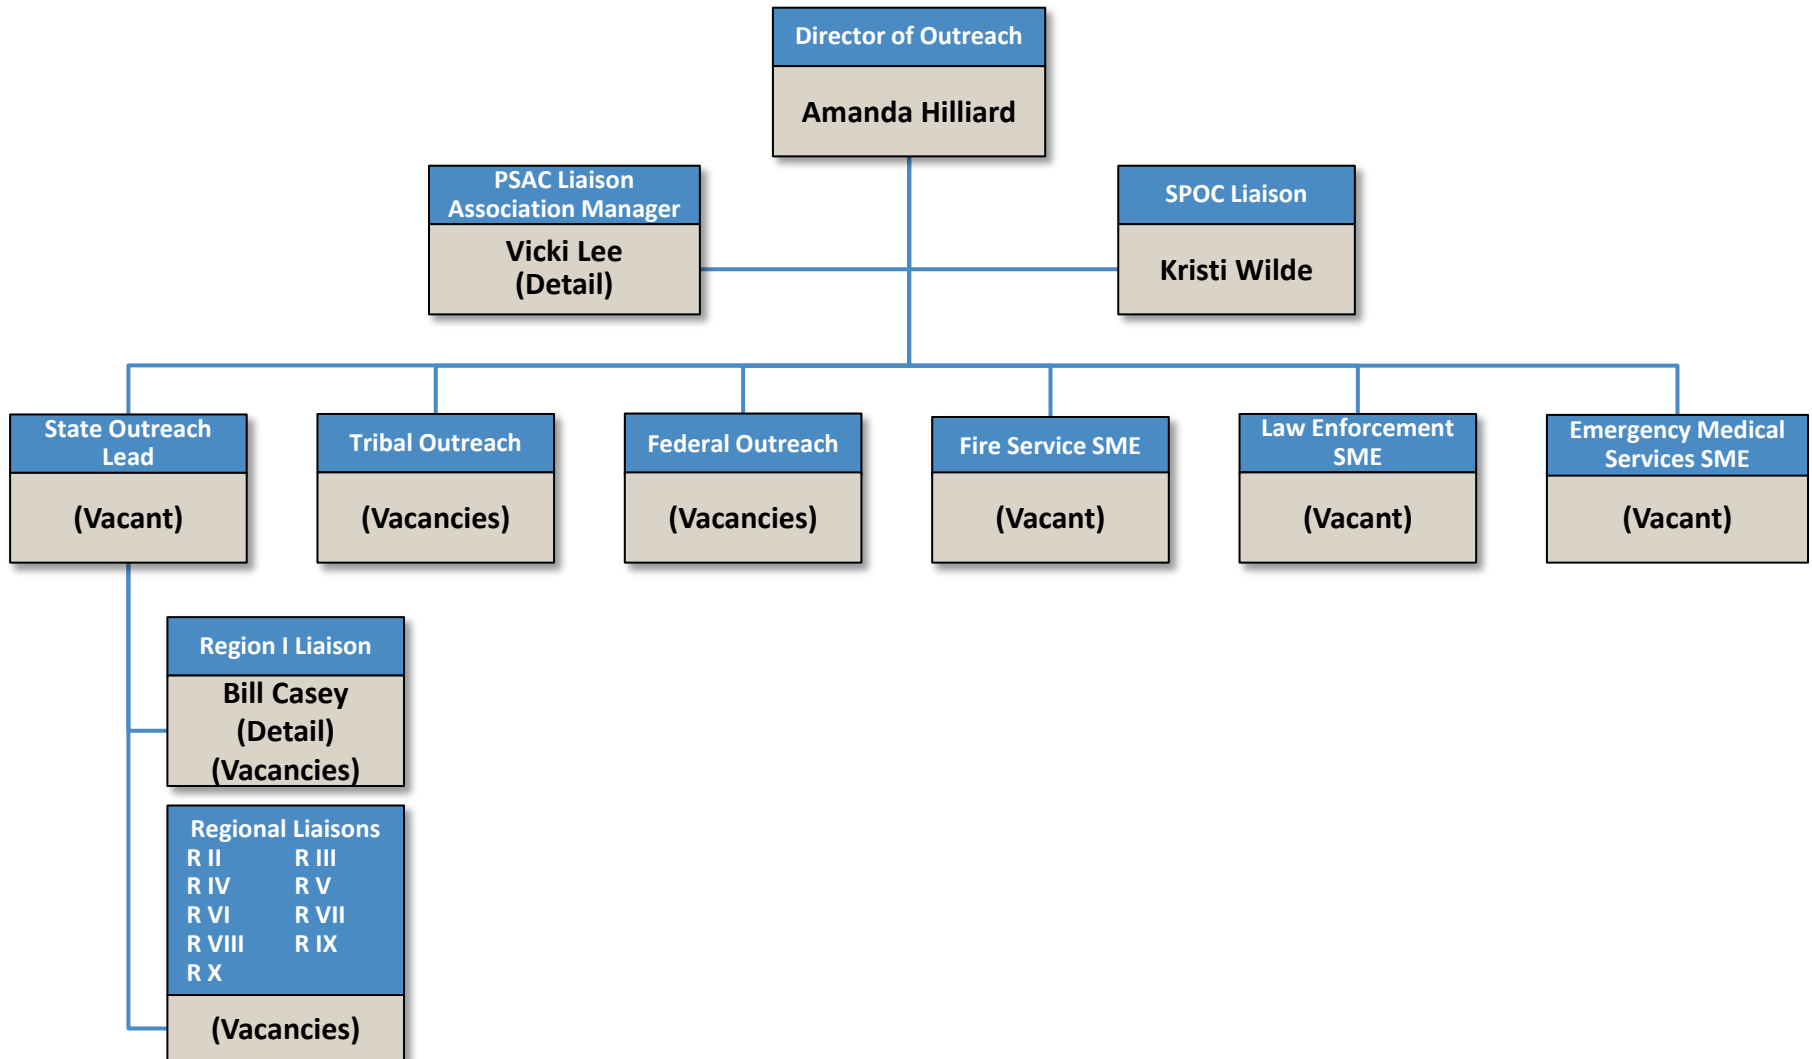 Director of Outreach
Amanda Hilliard
PSAC Liaison
Association Manager
Vicki Lee
(Detail)
SPOC Liaison
Kristi Wilde
State Outreach
Lead
(Vacant)
Tribal Outreach
(Vacancies)
Federal Outreach
(Vacancies)
Fire Service SME
(Vacant)
Law Enforcement
SME
(Vacant)
Emergency Medical
Services SME
(Vacant)
Region I Liaison
Bill Casey
(Detail)
(Vacancies)
Regional Liaisons
R II R III
R IV R V
R VI R VII
R VIII R IX
R X
(Vacancies)